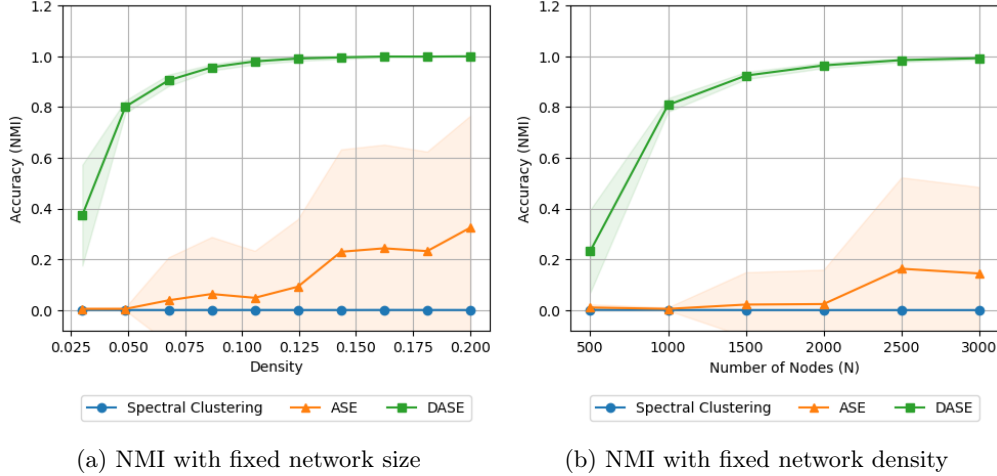 1.2
1.0
0.8
0.6
0.4
0.2
0.0
Accuracy (NMI)
0.025 0.050 0.075 0.100 0.125 0.150 0.175 0.200
Density
Spectral Clustering ASE DASE
(a) NMI with fixed network size
1.2
1.0
0.8
0.6
0.4
0.2
0.0
Accuracy (NMI)
500 1000 1500 2000 2500 3000
Number of Nodes (N)
Spectral Clustering ASE DASE
(b) NMI with fixed network density